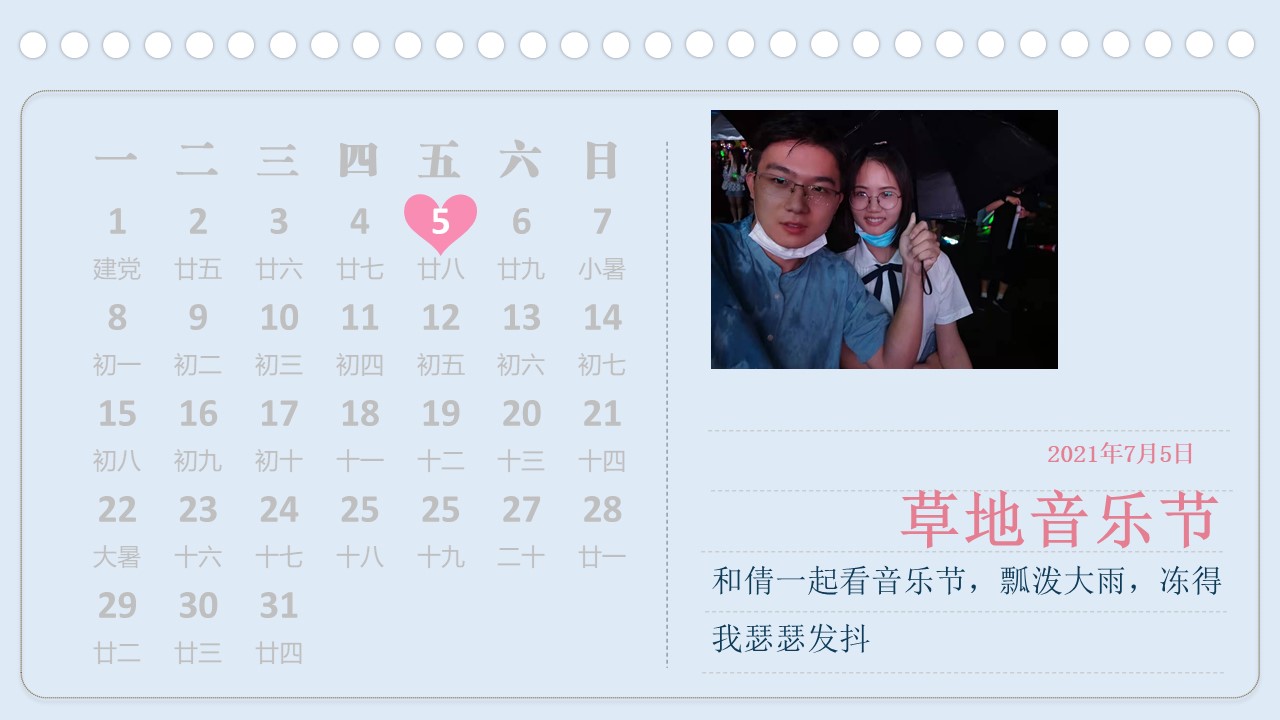 一 二 三 四 五 六 日
1 2 3 4 5 6 7
建党 廿五 廿六 廿七 廿八 廿九 小暑
8 9 10 11 12 13 14
初一 初二 初三 初四 初五 初六 初七
15 16 17 18 19 20 21
初八 初九 初十 十一 十二 十三 十四
22 23 24 25 25 27 28
大暑 十六 十七 十八 十九 二十 廿一
29 30 31
廿二 廿三 廿四
2021年7月5日
草地音乐节
和倩一起看音乐节，瓢泼大雨，冻得
我瑟瑟发抖